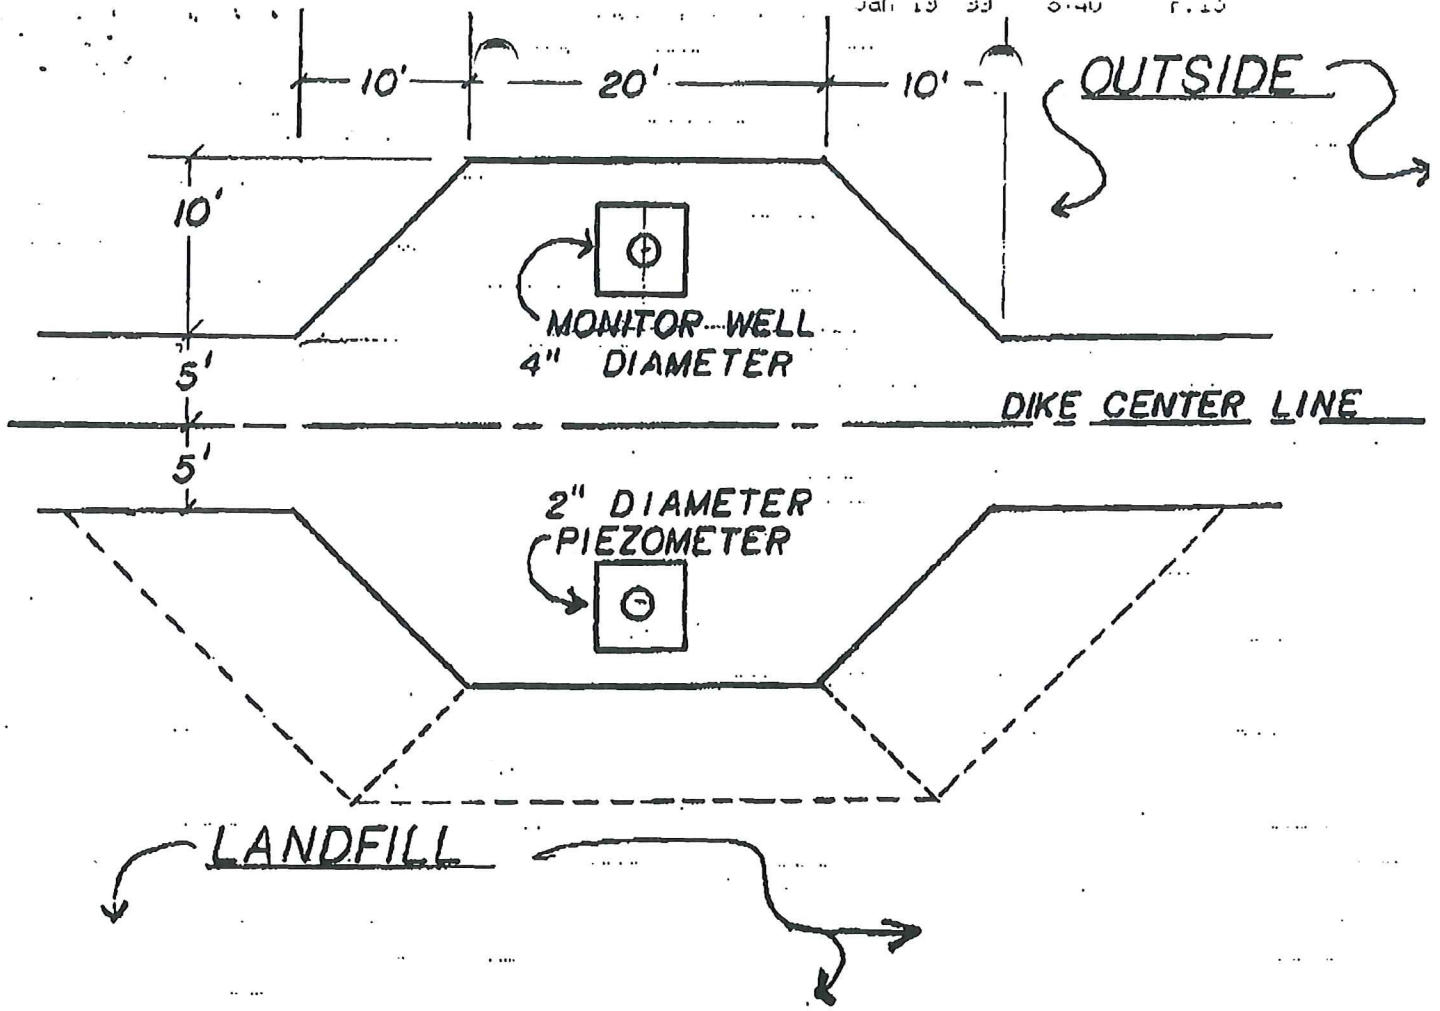 10' 20' 10'
OUTSIDE
10'
MONITOR WELL
4" DIAMETER
5'
DIKE CENTER LINE
5'
2" DIAMETER
PIEZOMETER
LANDFILL